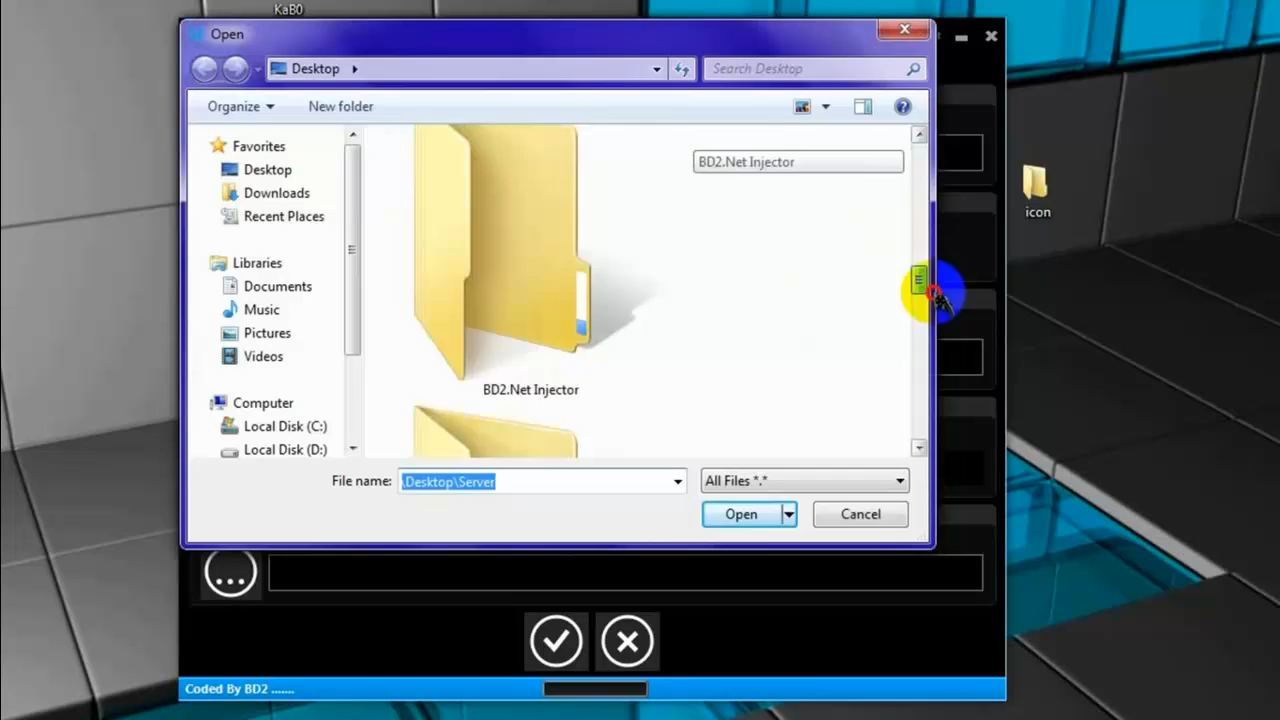 KaB0
Open
Desktop
Search Desktop
Organize
New folder
Favorites
Desktop
Downloads
Recent Places
Libraries
Documents
Music
Pictures
Videos
Computer
Local Disk (C:)
Local Disk (D:)
BD2.Net Injector
BD2.Net Injector
icon
File name:
\Desktop\Server
All Files *.*
Open
Cancel
Coded By BD2 .......